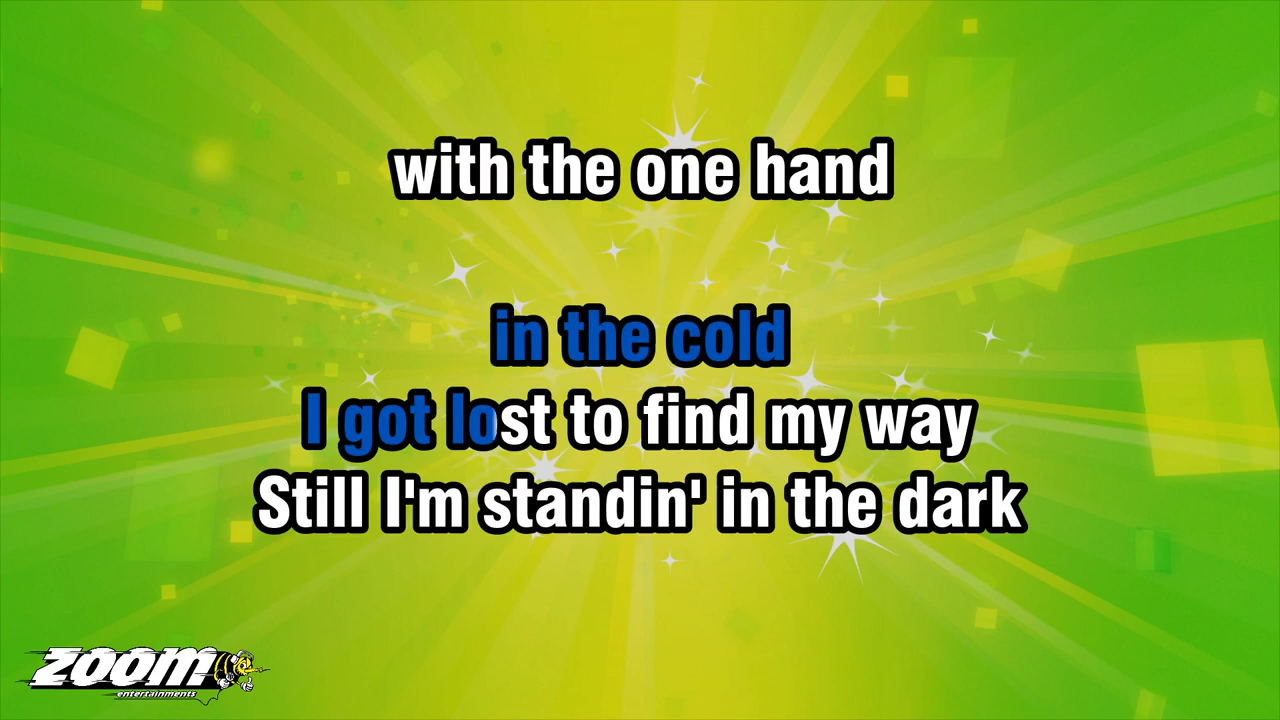 with the one hand
in the cold
I got lost to find my way
Still I'm standin' in the dark
ZOOM
entertainments